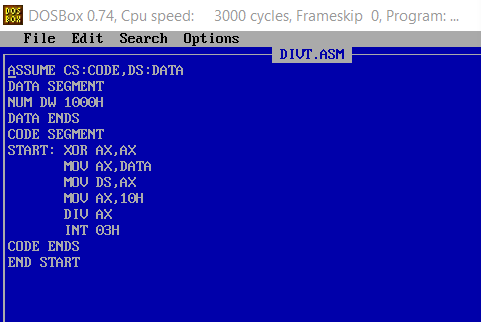 DOS BOX DOSBox 0.74, Cpu speed: 3000 cycles, Frameskip 0, Program: ...
File Edit Search Options
DIVT.ASM
ASSUME CS:CODE,DS:DATA
DATA SEGMENT
NUM DW 1000H
DATA ENDS
CODE SEGMENT
START: XOR AX,AX
MOV AX,DATA
MOV DS,AX
MOV AX,10H
DIV AX
INT 03H
CODE ENDS
END START